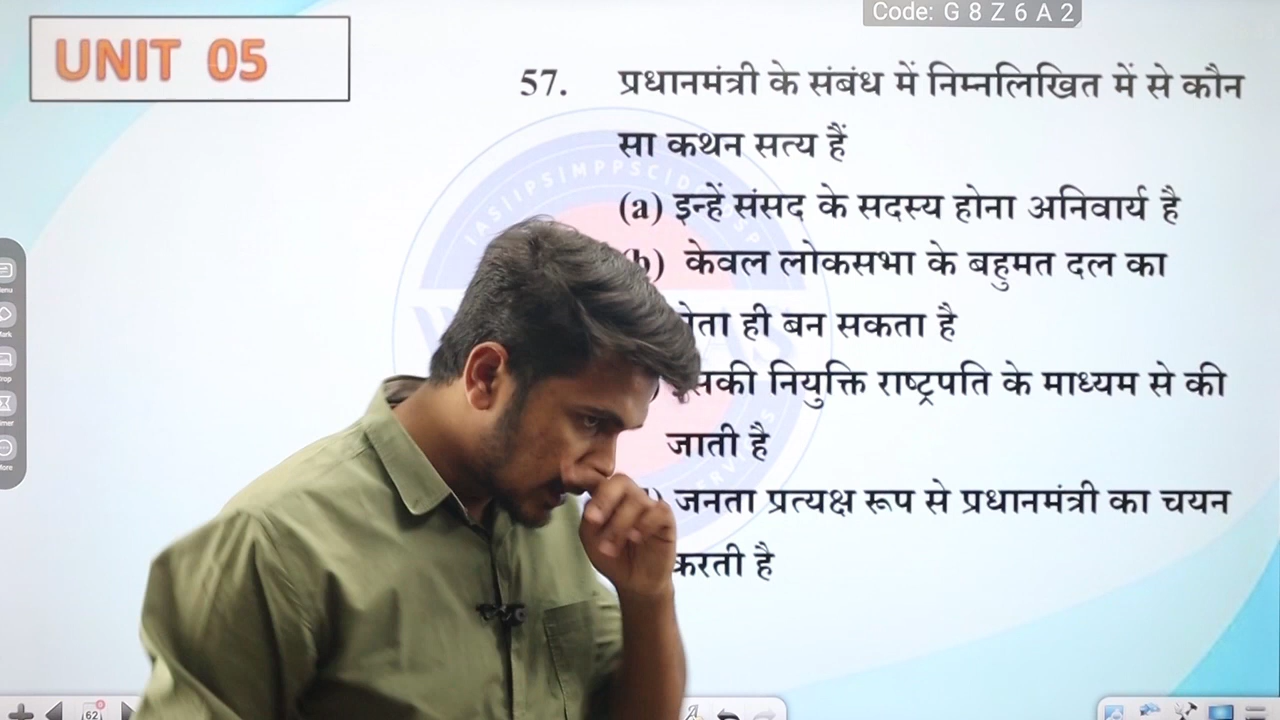 Code: G 8 Z 6 A 2
UNIT 05
57. प्रधानमंत्री के संबंध में निम्नलिखित में से कौन
सा कथन सत्य हैं
(a) इन्हें संसद के सदस्य होना अनिवार्य है
केवल लोकसभा के बहुमत दल का
ही बन सकता है
नियुक्ति राष्ट्रपति के माध्यम से की
जाती है
जनता प्रत्यक्ष रूप से प्रधानमंत्री का चयन
करती है
62